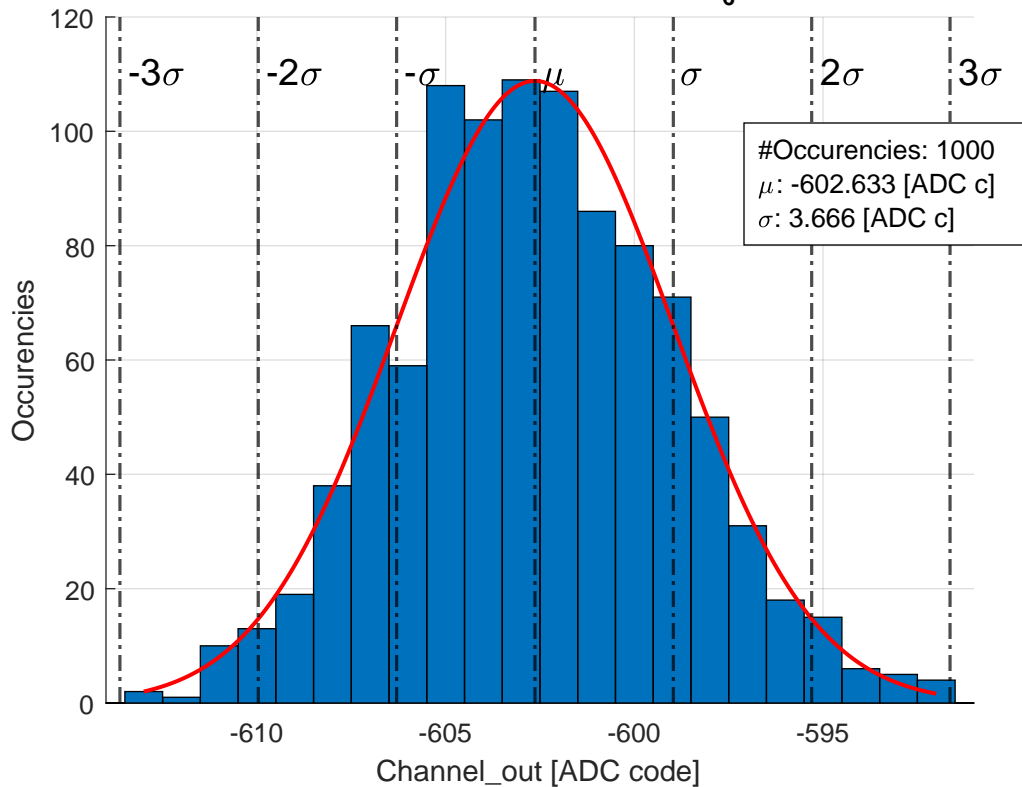 120
100
80
60
40
20
0
-3σ
-2σ
-σ
μ
σ
2σ
3σ
#Occurencies: 1000
μ: -602.633 [ADC c]
σ: 3.666 [ADC c]
Occurencies
-610
-605
-600
-595
Channel_out [ADC code]